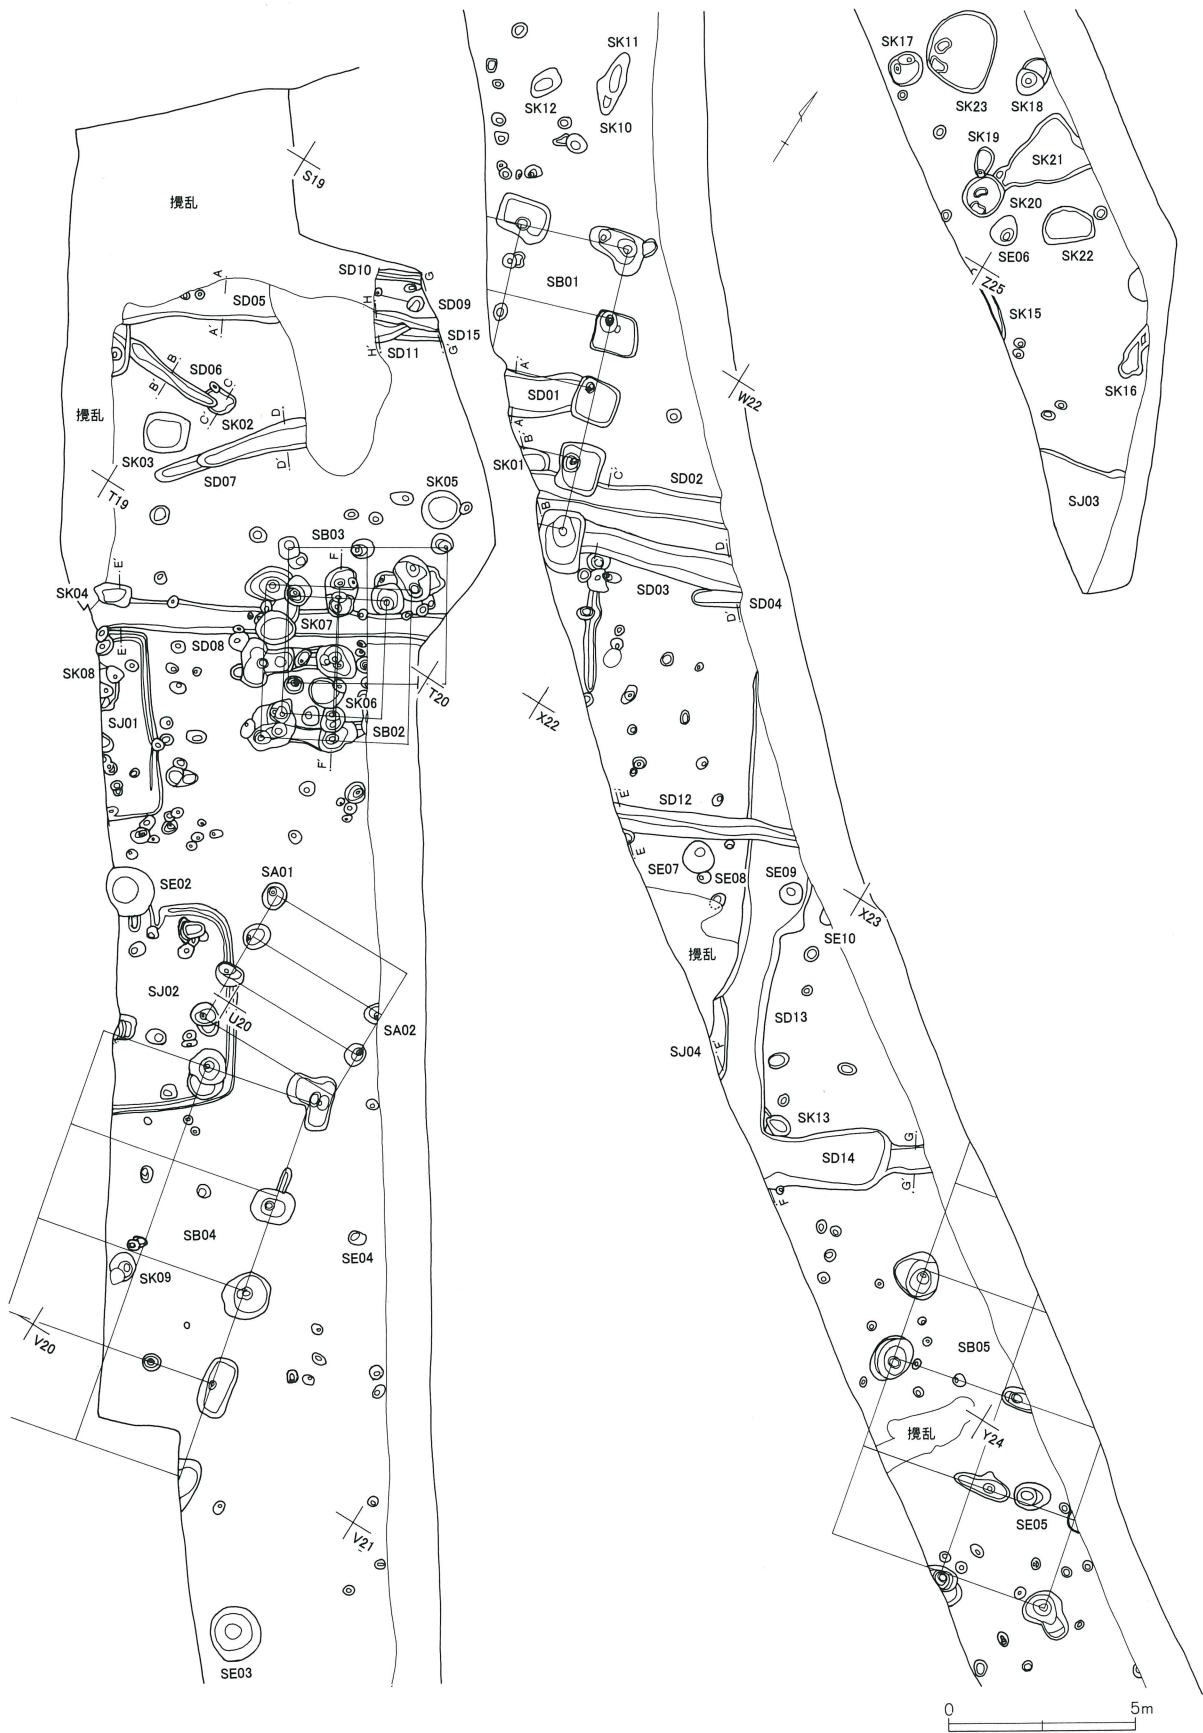 S19
攪乱
A
SD05
A'
SD10
G
H
SD09
SD15
H'
SD11
G'
B
SD06
B'
C
C'
SK02
攪乱
D
SK03
SD07
D'
T19
SK05
SB03
E'
F
SK04
SK07
SD08
E
SK08
T20
SK06
SJ01
SB02
F'
SE02
SA01
SJ02
U20
SA02
SB04
SK09
SE04
V20
V21
SE03
SK11
SK12
SK10
SB01
A
SD01
A'
W22
B'
SK01
C'
SD02
B
D
SD03
SD04
D'
X22
E'
SD12
E
SE07
SE08
SE09
X23
SE10
攪乱
SD13
SJ04
F'
SK13
SD14
G
G'
F
SB05
攪乱
Y24
SE05
SK17
SK23
SK18
SK19
SK21
SK20
SE06
SK22
Z25
SK15
SK16
SJ03
0
5m